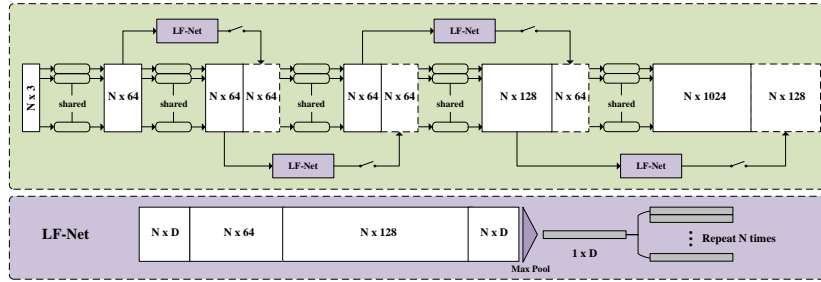 LF-Net
LF-Net
N x 3
shared
N x 64
shared
N x 64
N x 64
shared
N x 64
N x 64
shared
N x 128
N x 64
shared
N x 1024
N x 128
LF-Net
LF-Net
LF-Net
N x D
N x 64
N x 128
N x D
Max Pool
1 x D
Repeat N times